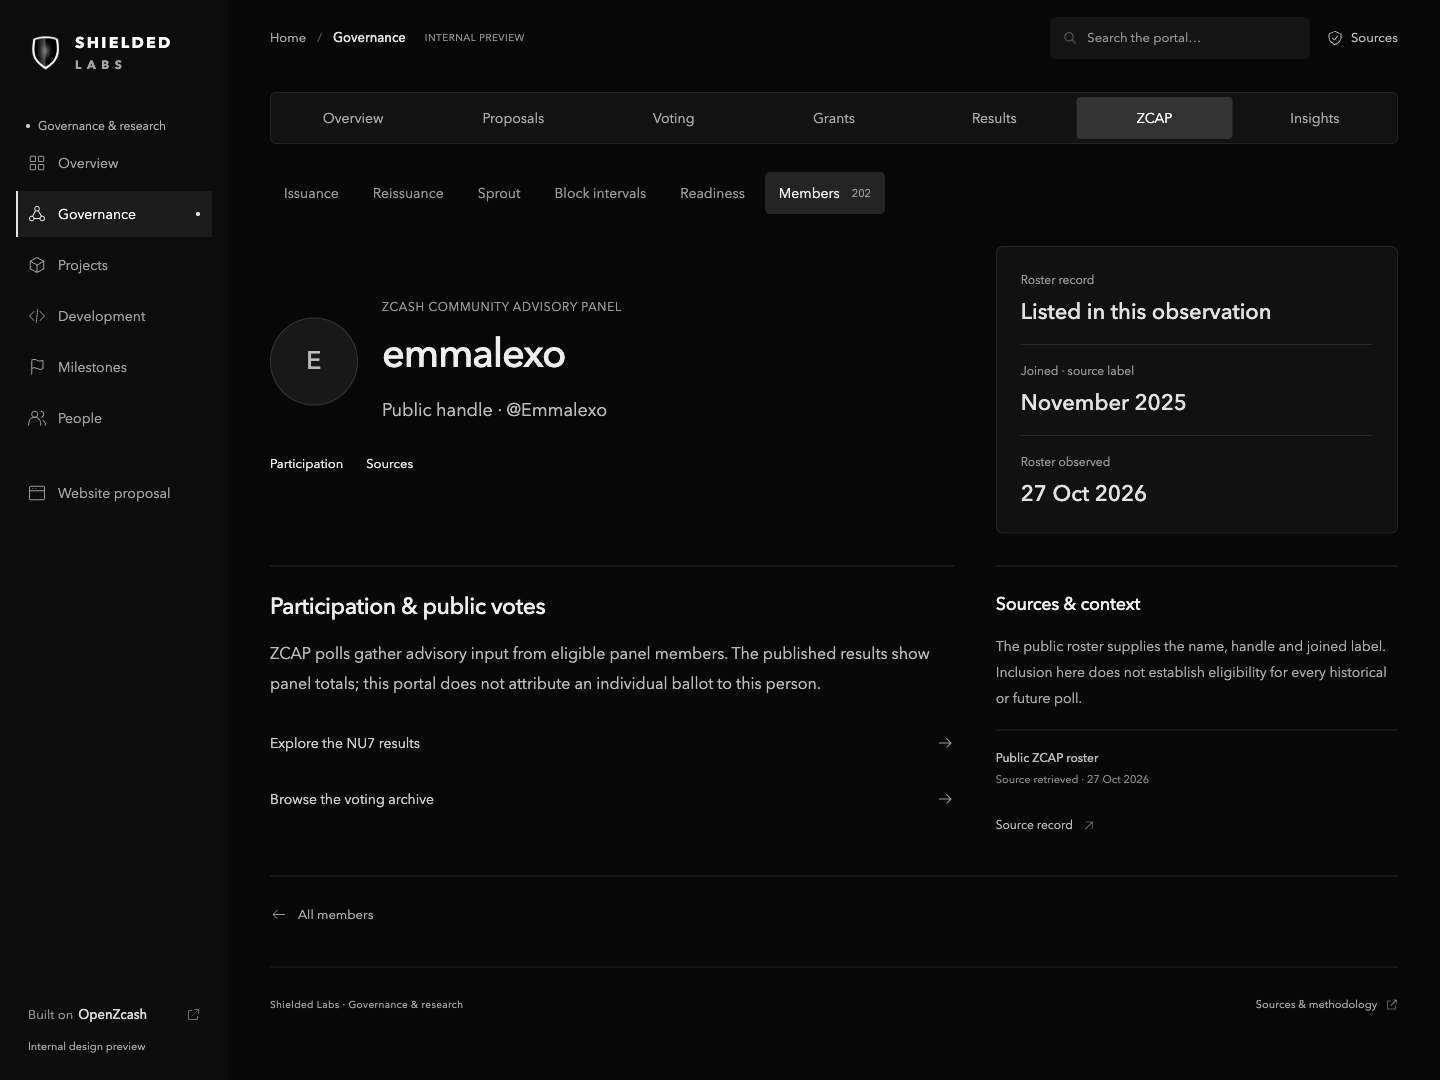 SHIELDED
LABS
Governance & research
Overview
Governance
Projects
Development
Milestones
People
Website proposal
Built on OpenZcash
Internal design preview
Home / Governance INTERNAL PREVIEW
Search the portal...
Sources
Overview Proposals Voting Grants Results ZCAP Insights
Issuance Reissuance Sprout Block intervals Readiness Members 202
E
ZCASH COMMUNITY ADVISORY PANEL
emmalexo
Public handle · @Emmalexo
Participation Sources
Roster record
Listed in this observation
Joined · source label
November 2025
Roster observed
27 Oct 2026
Participation & public votes
ZCAP polls gather advisory input from eligible panel members. The published results show
panel totals; this portal does not attribute an individual ballot to this person.
Explore the NU7 results →
Browse the voting archive →
Sources & context
The public roster supplies the name, handle and joined label.
Inclusion here does not establish eligibility for every historical
or future poll.
Public ZCAP roster
Source retrieved · 27 Oct 2026
Source record ↗
← All members
Shielded Labs · Governance & research
Sources & methodology